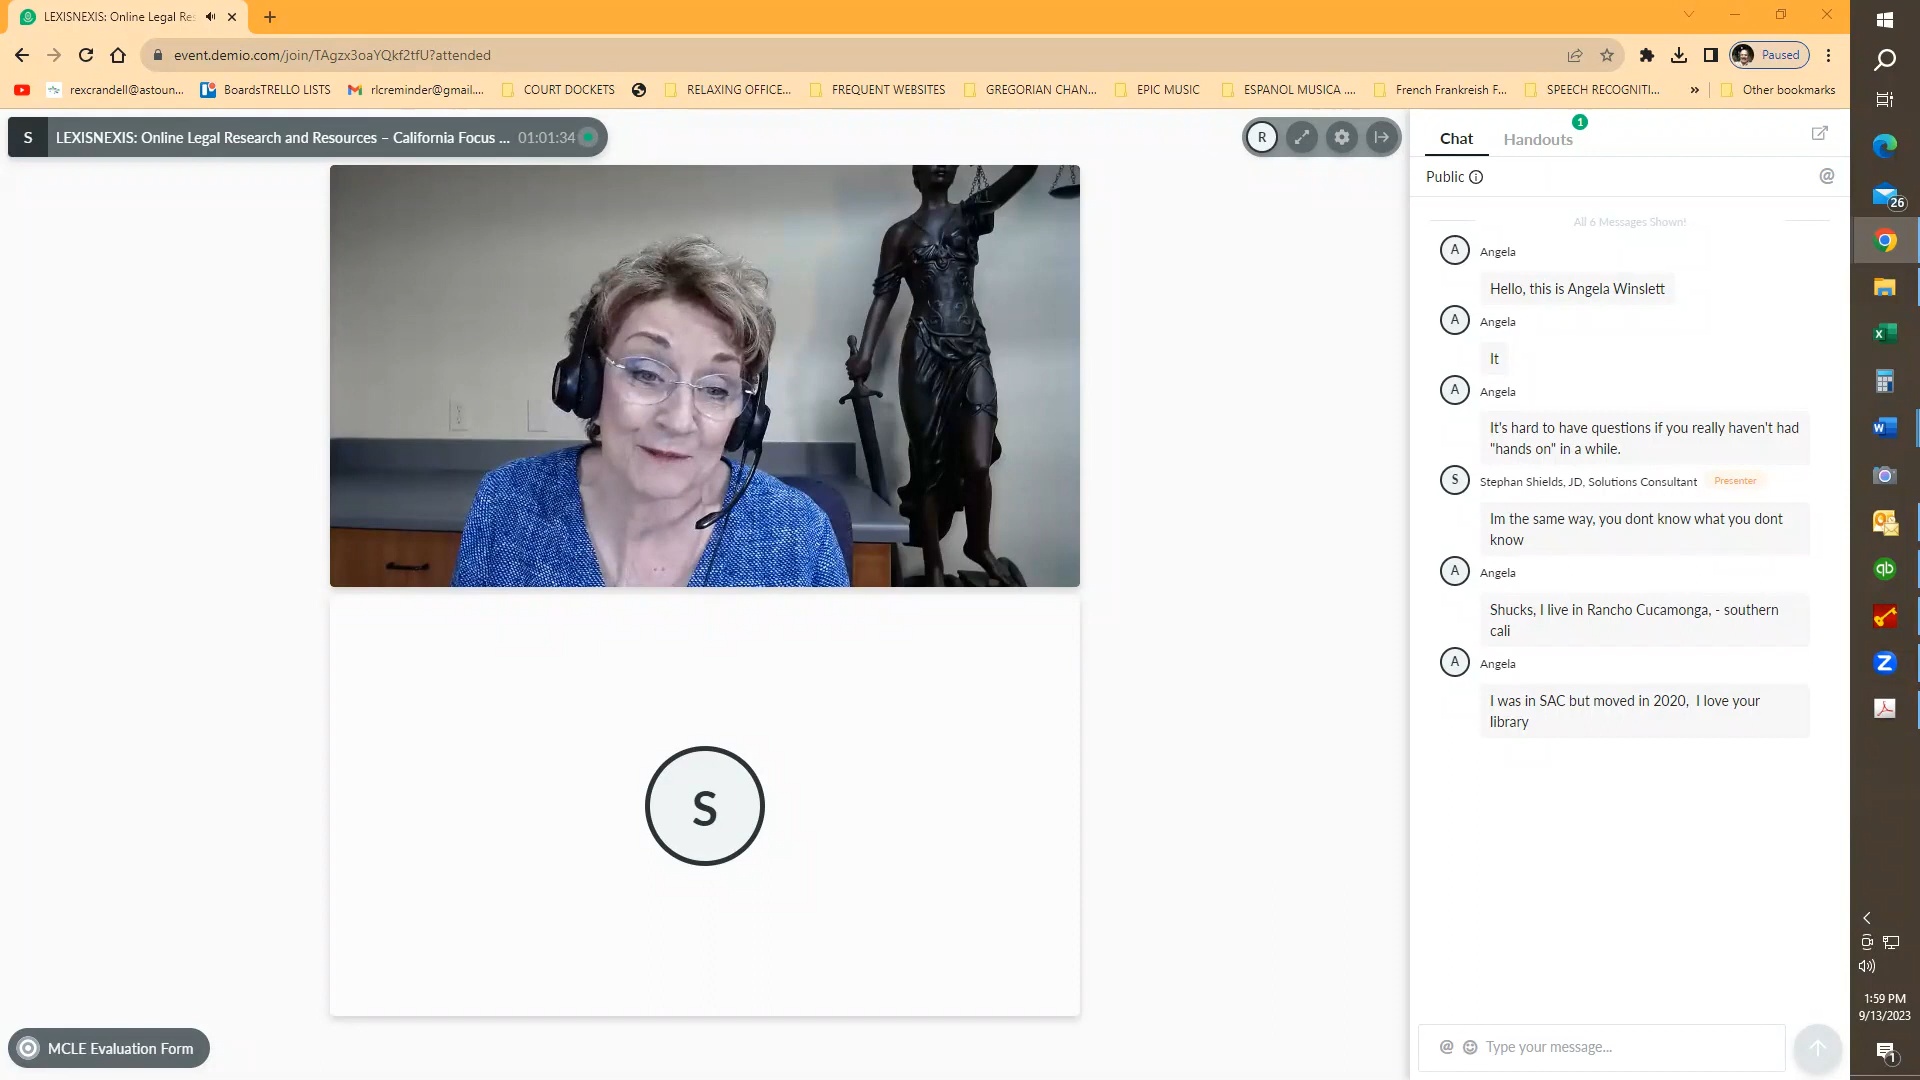 LEXISNEXIS: Online Legal Res
event.demio.com/join/TAgzx3oaYQkf2tfU?attended
Paused
rexcrandell@astoun...
BoardsTRELLO LISTS
rlcreminder@gmail....
COURT DOCKETS
RELAXING OFFICE...
FREQUENT WEBSITES
GREGORIAN CHAN...
EPIC MUSIC
ESPANOL MUSICA ....
French Frankreish F...
SPEECH RECOGNITI...
»
Other bookmarks
S
LEXISNEXIS: Online Legal Research and Resources – California Focus ... 01:01:34
R
Chat
Handouts
1
Public
@
All 6 Messages Shown!
A
Angela
Hello, this is Angela Winslett
A
Angela
It
A
Angela
It's hard to have questions if you really haven't had
"hands on" in a while.
S
Stephan Shields, JD, Solutions Consultant
Presenter
Im the same way, you dont know what you dont
know
A
Angela
Shucks, I live in Rancho Cucamonga, - southern
cali
A
Angela
I was in SAC but moved in 2020,  I love your
library
S
MCLE Evaluation Form
@
Type your message...
26
W
qb
Z
1:59 PM
9/13/2023
1